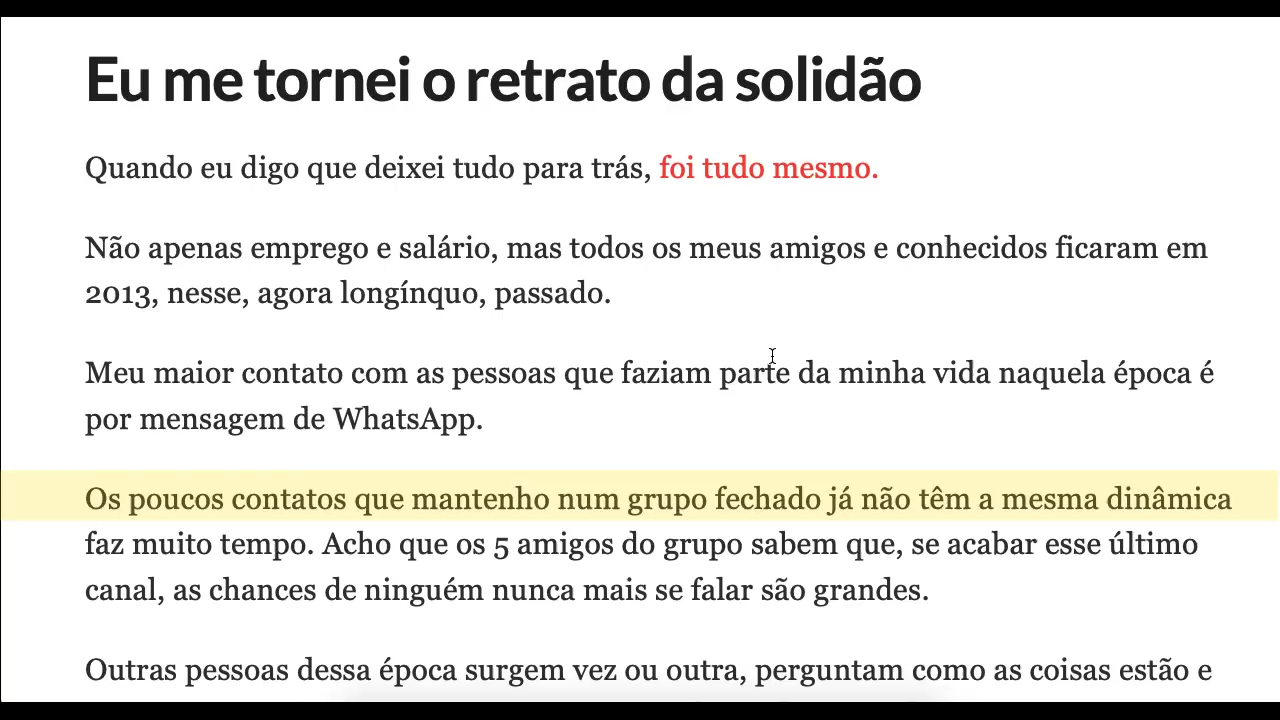 Eu me tornei o retrato da solidão
Quando eu digo que deixei tudo para trás, foi tudo mesmo.
Não apenas emprego e salário, mas todos os meus amigos e conhecidos ficaram em
2013, nesse, agora longínquo, passado.
Meu maior contato com as pessoas que faziam parte da minha vida naquela época é
por mensagem de WhatsApp.
Os poucos contatos que mantenho num grupo fechado já não têm a mesma dinâmica
faz muito tempo. Acho que os 5 amigos do grupo sabem que, se acabar esse último
canal, as chances de ninguém nunca mais se falar são grandes.
Outras pessoas dessa época surgem vez ou outra, perguntam como as coisas estão e